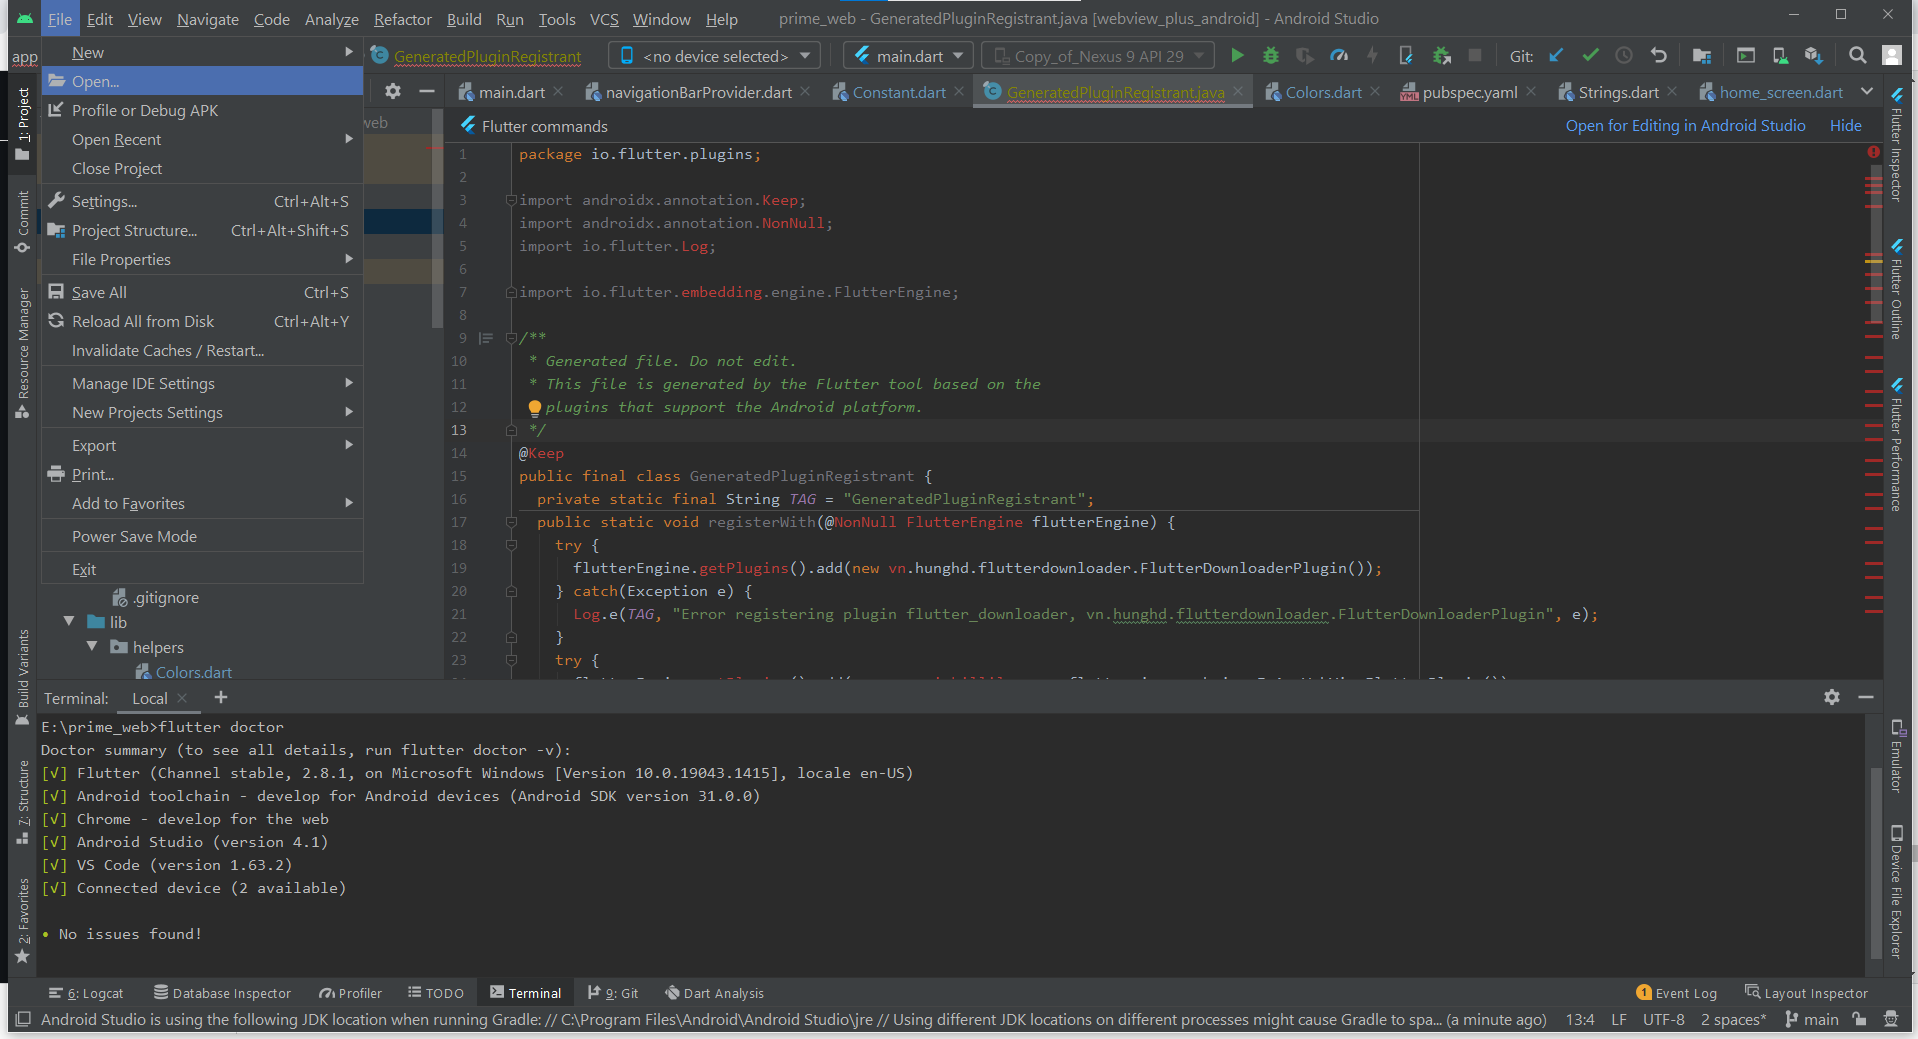 File Edit View Navigate Code Analyze Refactor Build Run Tools VCS Window Help prime_web - GeneratedPluginRegistrant.java [webview_plus_android] - Android Studio
app GeneratedPluginRegistrant <no device selected> main.dart Copy_of_Nexus 9 API 29 Git:
New
Open...
Profile or Debug APK
Open Recent
Close Project
Settings... Ctrl+Alt+S
Project Structure... Ctrl+Alt+Shift+S
File Properties
Save All Ctrl+S
Reload All from Disk Ctrl+Alt+Y
Invalidate Caches / Restart...
Manage IDE Settings
New Projects Settings
Export
Print...
Add to Favorites
Power Save Mode
Exit
web
.gitignore
lib
helpers
Colors.dart
1: Project
Commit
Resource Manager
Build Variants
7: Structure
2: Favorites
main.dart navigationBarProvider.dart Constant.dart GeneratedPluginRegistrant.java Colors.dart pubspec.yaml Strings.dart home_screen.dart
Flutter commands Open for Editing in Android Studio Hide
1 package io.flutter.plugins;
2
3 import androidx.annotation.Keep;
4 import androidx.annotation.NonNull;
5 import io.flutter.Log;
6
7 import io.flutter.embedding.engine.FlutterEngine;
8
9 /**
10 * Generated file. Do not edit.
11 * This file is generated by the Flutter tool based on the
12 plugins that support the Android platform.
13 */
14 @Keep
15 public final class GeneratedPluginRegistrant {
16 private static final String TAG = "GeneratedPluginRegistrant";
17 public static void registerWith(@NonNull FlutterEngine flutterEngine) {
18 try {
19 flutterEngine.getPlugins().add(new vn.hunghd.flutterdownloader.FlutterDownloaderPlugin());
20 } catch(Exception e) {
21 Log.e(TAG, "Error registering plugin flutter_downloader, vn.hunghd.flutterdownloader.FlutterDownloaderPlugin", e);
22 }
23 try {
Flutter Inspector
Flutter Outline
Flutter Performance
Emulator
Device File Explorer
Terminal: Local +
E:\prime_web>flutter doctor
Doctor summary (to see all details, run flutter doctor -v):
[√] Flutter (Channel stable, 2.8.1, on Microsoft Windows [Version 10.0.19043.1415], locale en-US)
[√] Android toolchain - develop for Android devices (Android SDK version 31.0.0)
[√] Chrome - develop for the web
[√] Android Studio (version 4.1)
[√] VS Code (version 1.63.2)
[√] Connected device (2 available)
• No issues found!
6: Logcat Database Inspector Profiler TODO Terminal 9: Git Dart Analysis 1 Event Log Layout Inspector
Android Studio is using the following JDK location when running Gradle: // C:\Program Files\Android\Android Studio\jre // Using different JDK locations on different processes might cause Gradle to spa... (a minute ago) 13:4 LF UTF-8 2 spaces* main